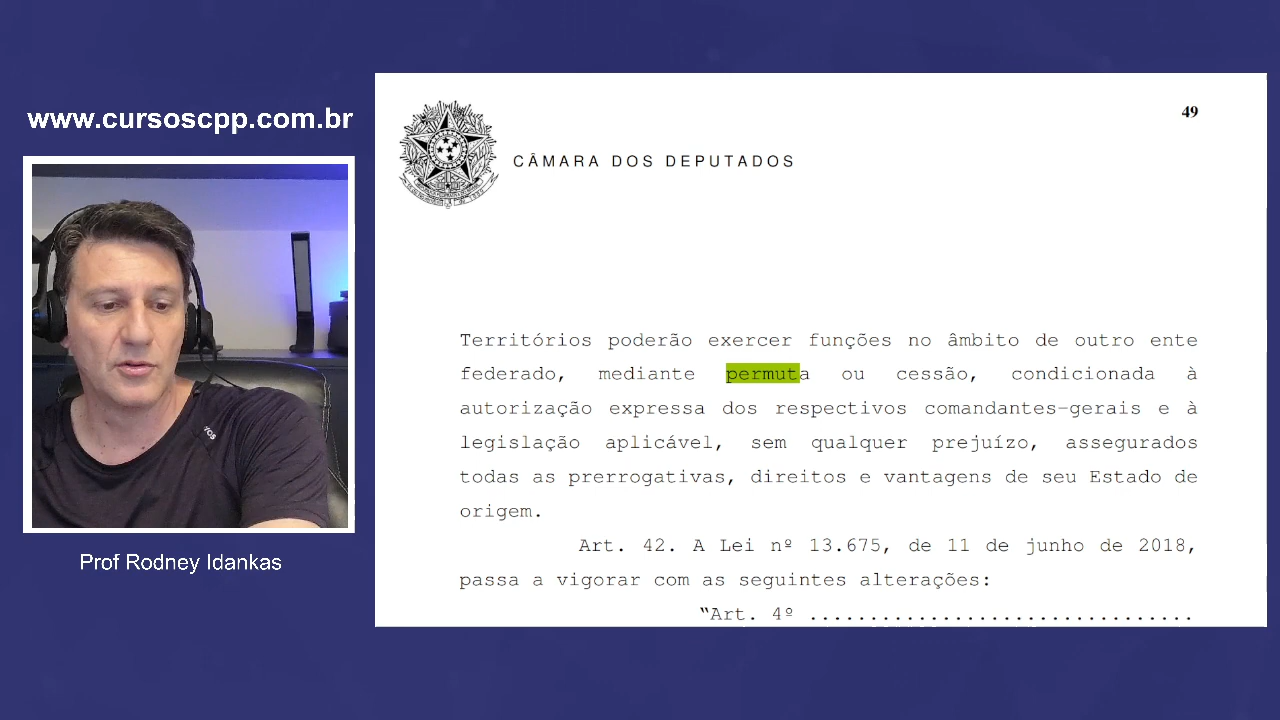 www.cursoscpp.com.br
Prof Rodney Idankas
49
CÂMARA DOS DEPUTADOS
Territórios poderão exercer funções no âmbito de outro ente
federado, mediante permuta ou cessão, condicionada à
autorização expressa dos respectivos comandantes-gerais e à
legislação aplicável, sem qualquer prejuízo, assegurados
todas as prerrogativas, direitos e vantagens de seu Estado de
origem.
Art. 42. A Lei nº 13.675, de 11 de junho de 2018,
passa a vigorar com as seguintes alterações:
“Art. 4º ................................